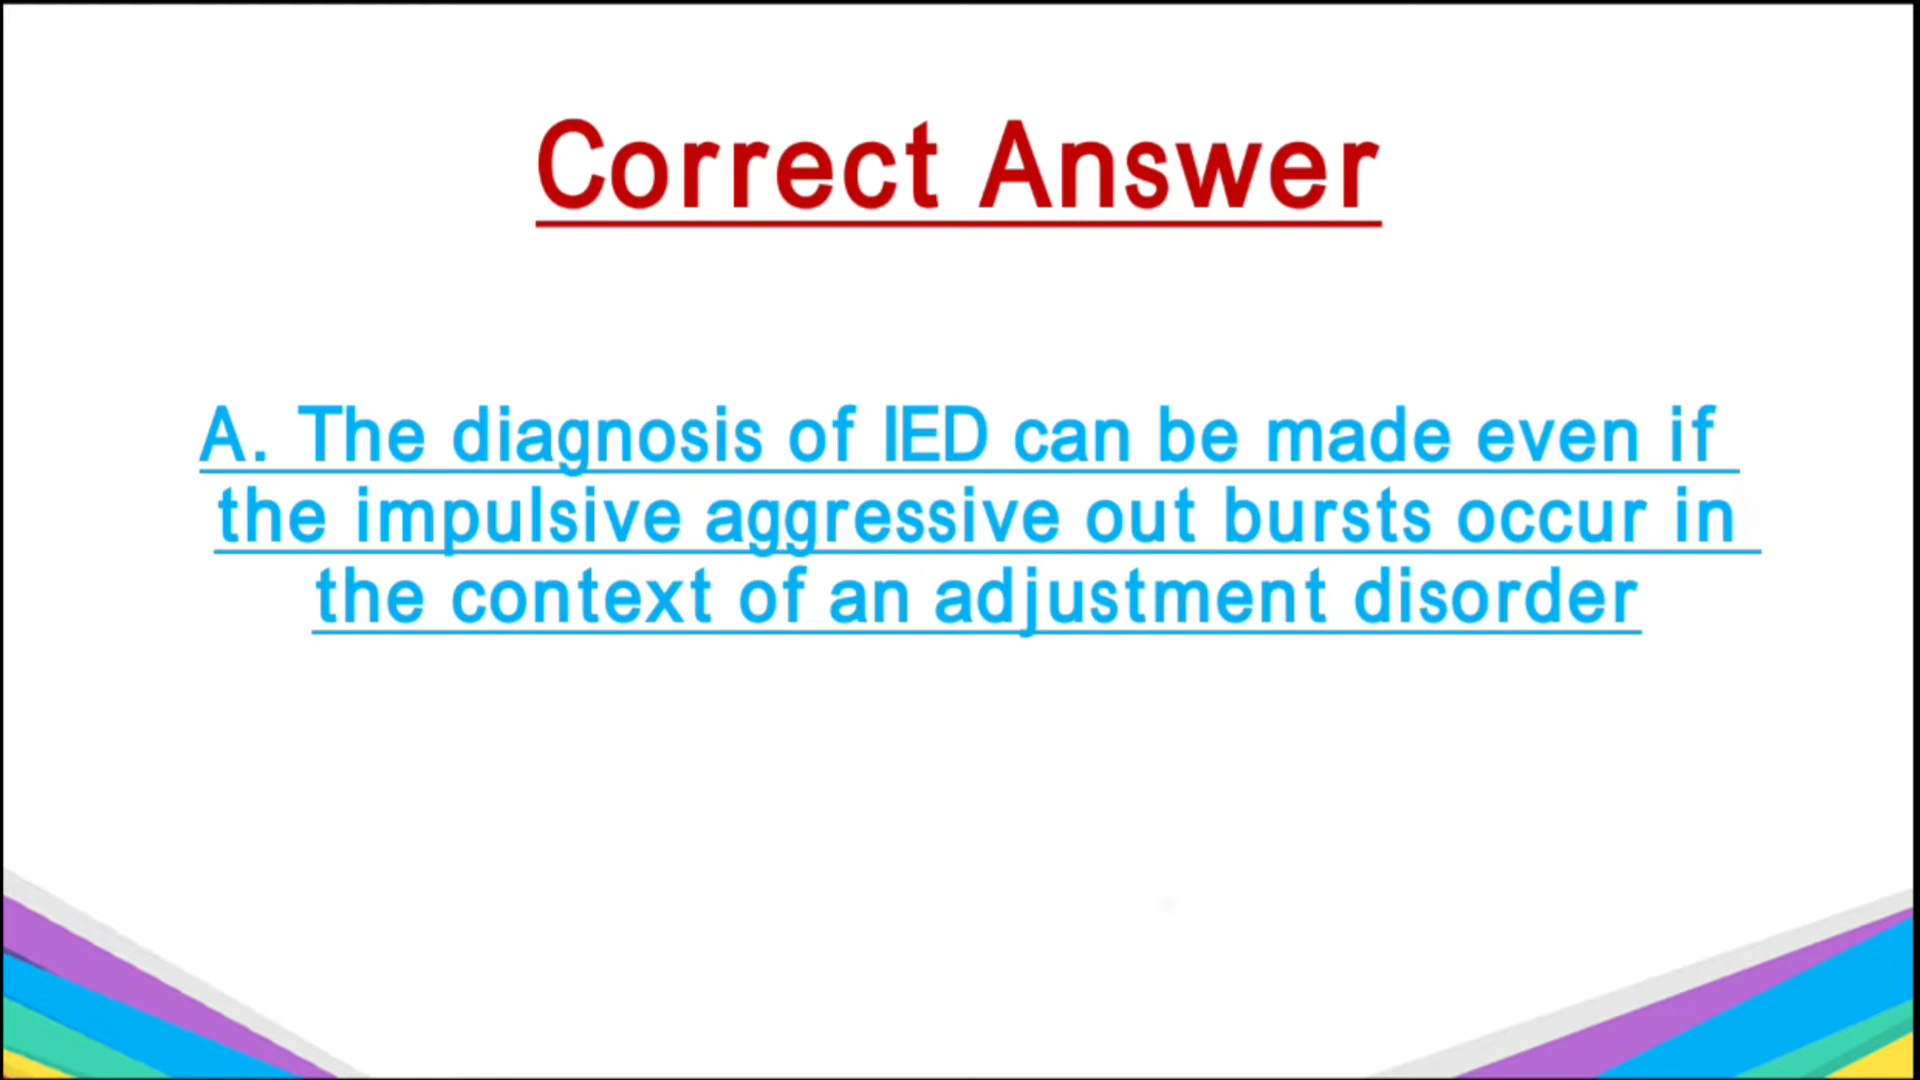 Correct Answer
A. The diagnosis of IED can be made even if
the impulsive aggressive out bursts occur in
the context of an adjustment disorder